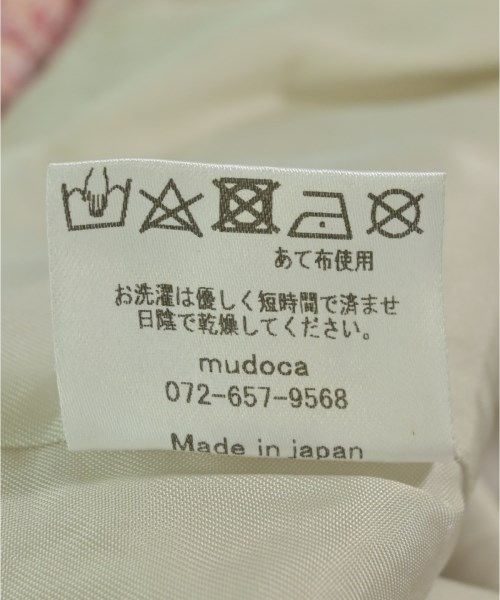 あて布使用
お洗濯は優しく短時間で済ませ
日陰で乾燥してください。
mudoca
072-657-9568
Made in japan